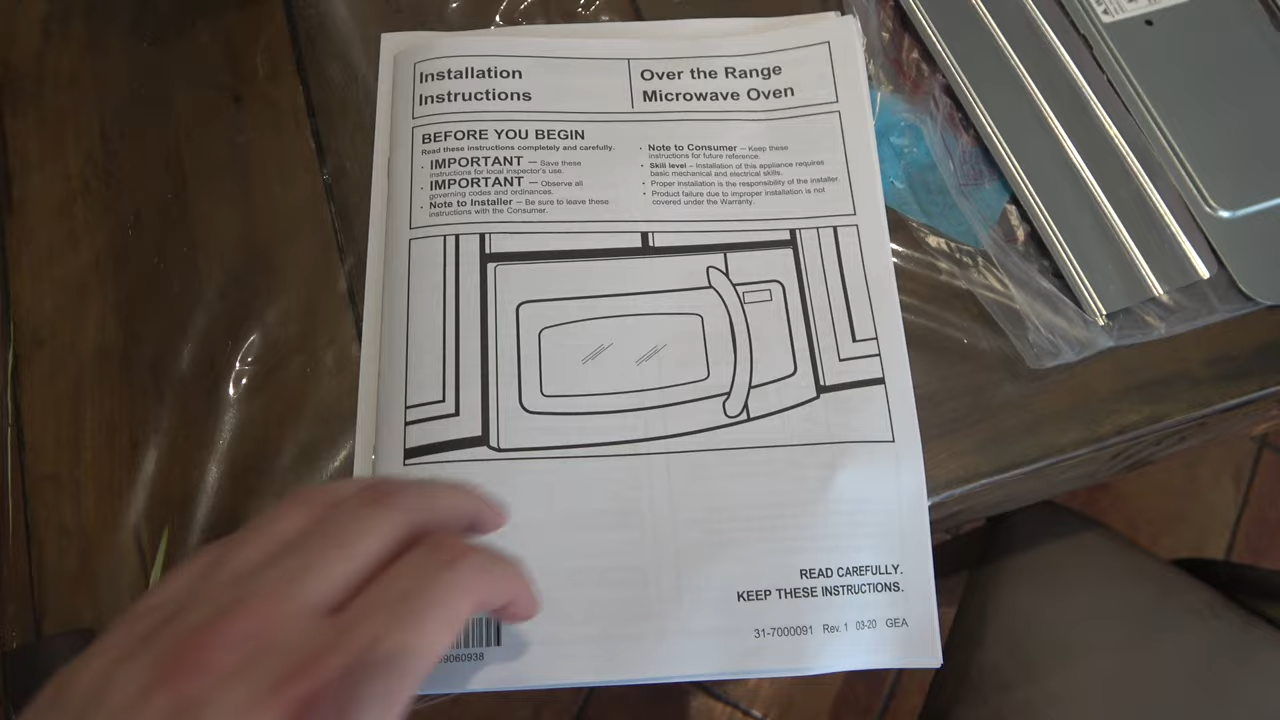 Installation
Instructions
Over the Range
Microwave Oven
BEFORE YOU BEGIN
Read these instructions completely and carefully.
• IMPORTANT — Save these
instructions for local inspector's use.
• IMPORTANT — Observe all
governing codes and ordinances.
• Note to Installer – Be sure to leave these
instructions with the Consumer.
• Note to Consumer – Keep these
instructions for future reference.
• Skill level – Installation of this appliance requires
basic mechanical and electrical skills.
• Proper installation is the responsibility of the installer.
• Product failure due to improper installation is not
covered under the Warranty.
READ CAREFULLY.
KEEP THESE INSTRUCTIONS.
31-7000091 Rev. 1 03-20 GEA
9060938